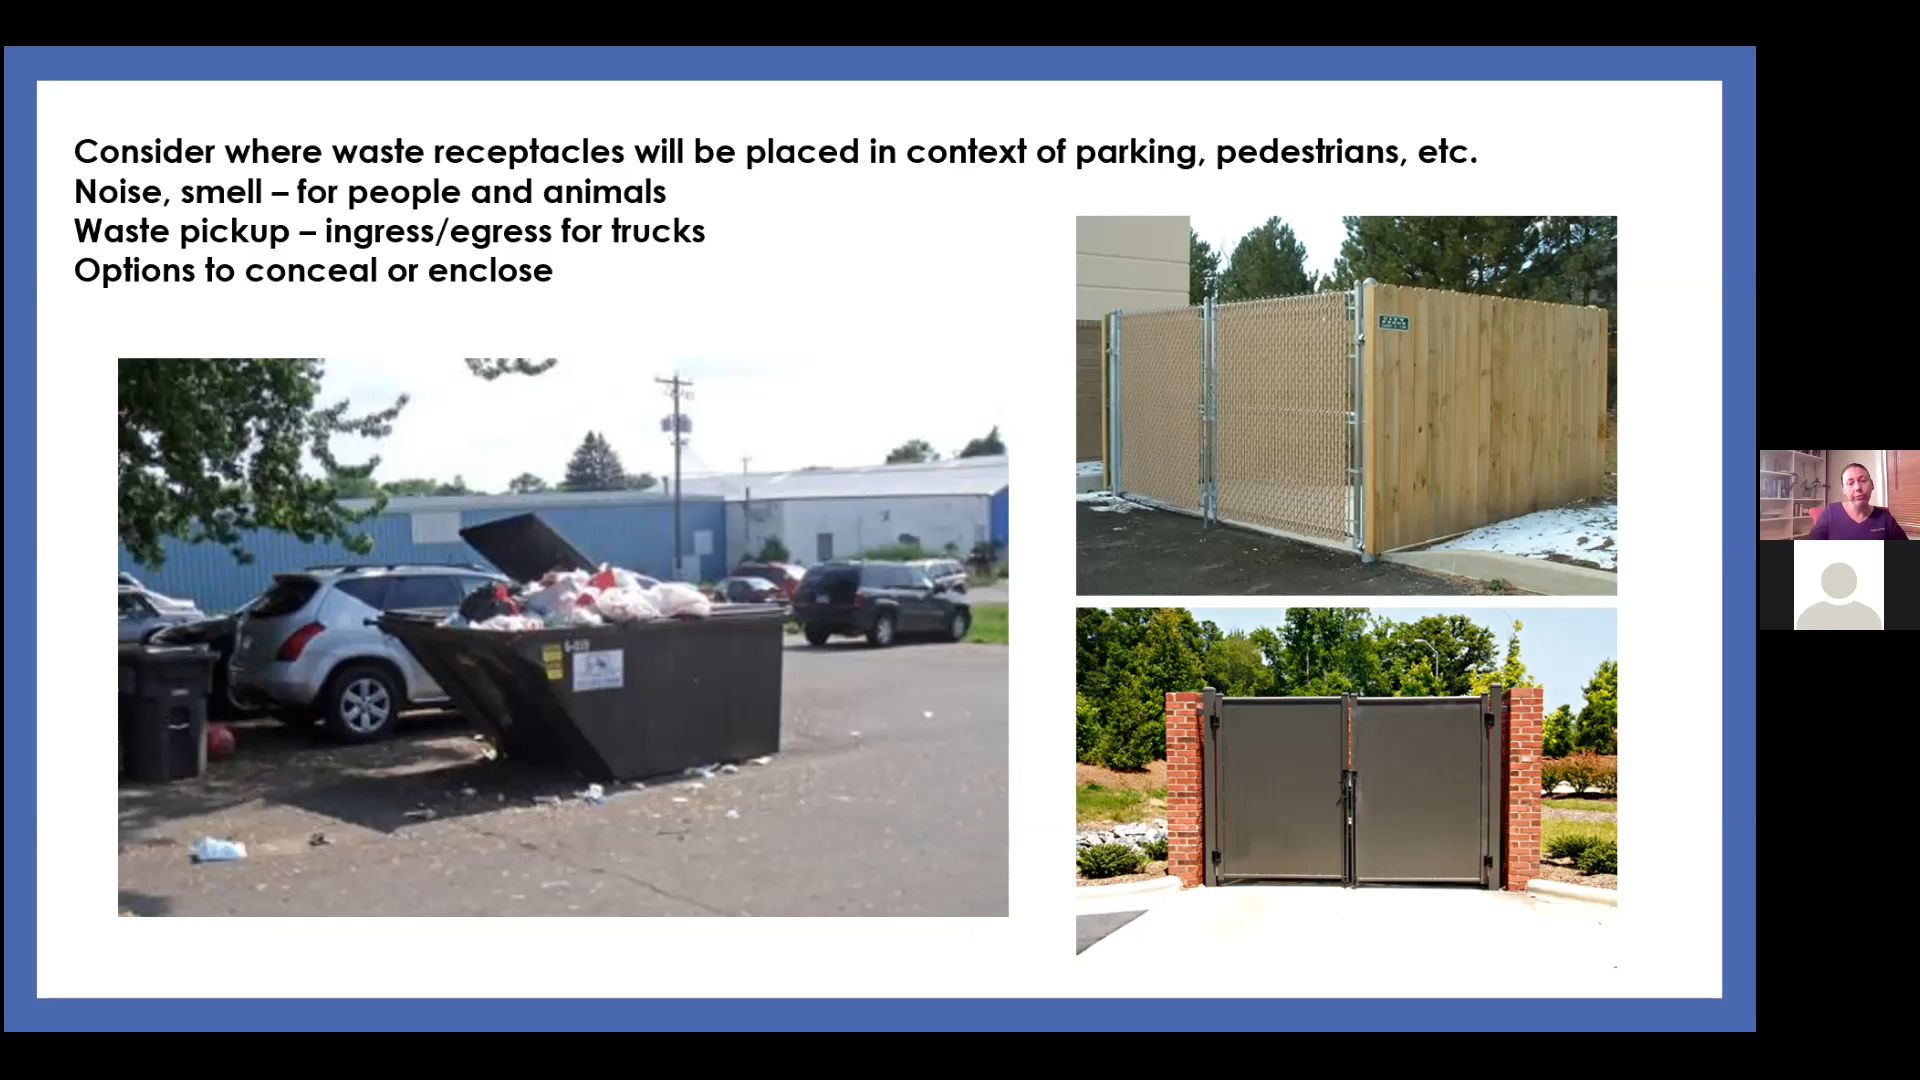 Consider where waste receptacles will be placed in context of parking, pedestrians, etc.
Noise, smell – for people and animals
Waste pickup – ingress/egress for trucks
Options to conceal or enclose